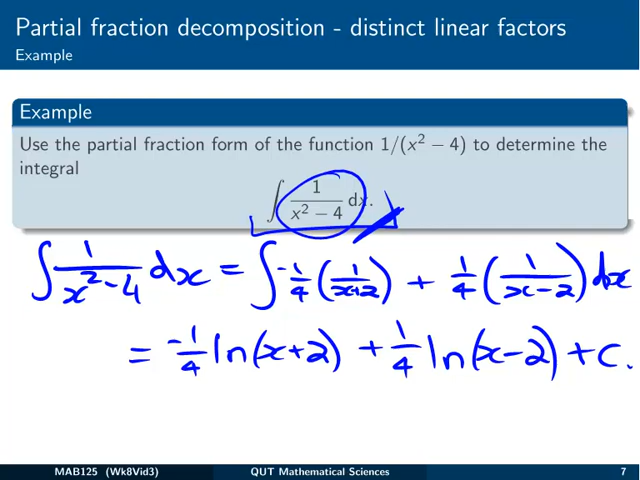 Partial fraction decomposition - distinct linear factors
Example
Example
Use the partial fraction form of the function 1/(x² − 4) to determine the
integral
∫ 1/(x² − 4) dx.
∫ 1/(x² − 4) dx = ∫ -1/4 (1/(x+2)) + 1/4 (1/(x−2)) dx
= -1/4 ln(x+2) + 1/4 ln(x−2) + c.
MAB125 (Wk8Vid3) QUT Mathematical Sciences 7